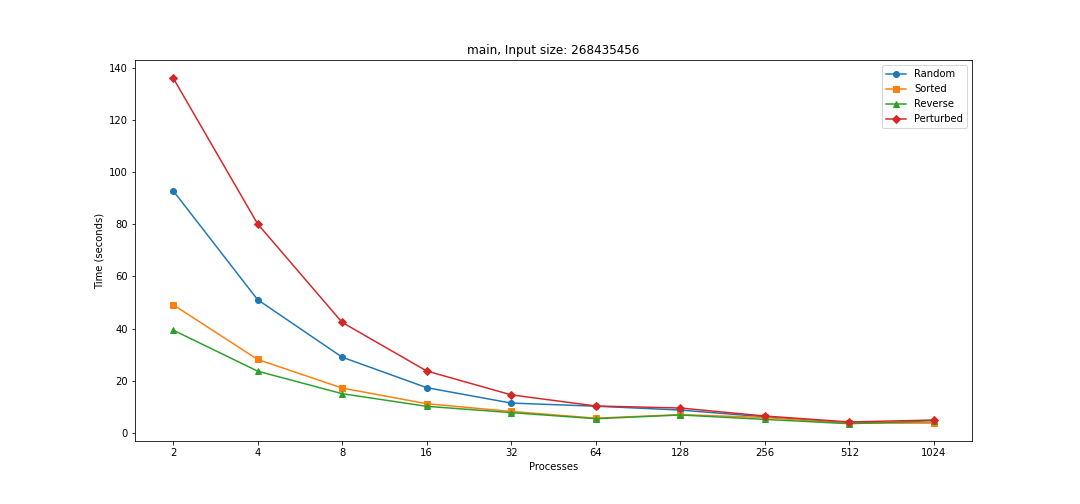 main, Input size: 268435456
Random
Sorted
Reverse
Perturbed
Time (seconds)
140
120
100
80
60
40
20
0
2 4 8 16 32 64 128 256 512 1024
Processes